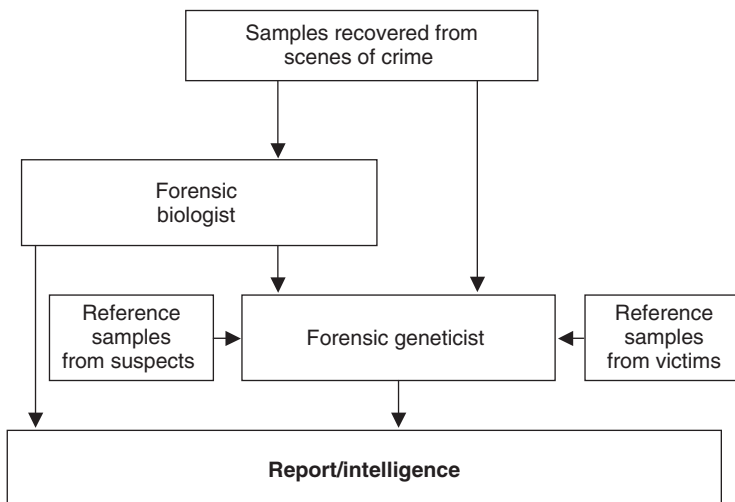 Samples recovered from
scenes of crime
Forensic
biologist
Reference
samples
from suspects
Forensic geneticist
Reference
samples
from victims
Report/intelligence